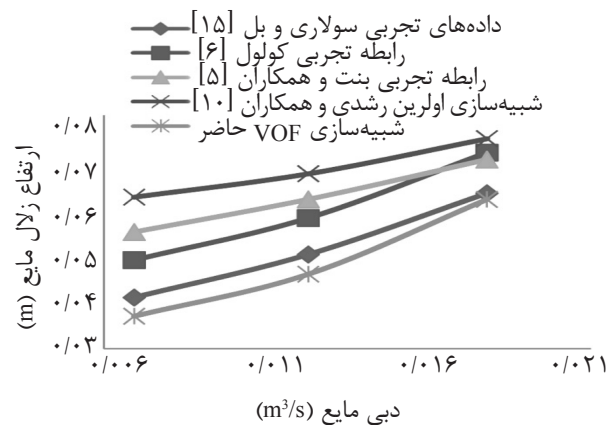 داده‌های تجربی سولاری و بل [۱۵]
رابطه تجربی کولول [۶]
رابطه تجربی بنت و همکاران [۵]
شبیه‌سازی اولرین رشدی و همکاران [۱۰]
شبیه‌سازی VOF حاضر
ارتفاع زلال مایع (m)
۰/۰۸
۰/۰۷
۰/۰۶
۰/۰۵
۰/۰۴
۰/۰۳
۰/۰۰۶ ۰/۰۱۱ ۰/۰۱۶ ۰/۰۲۱
دبی مایع (m³/s)